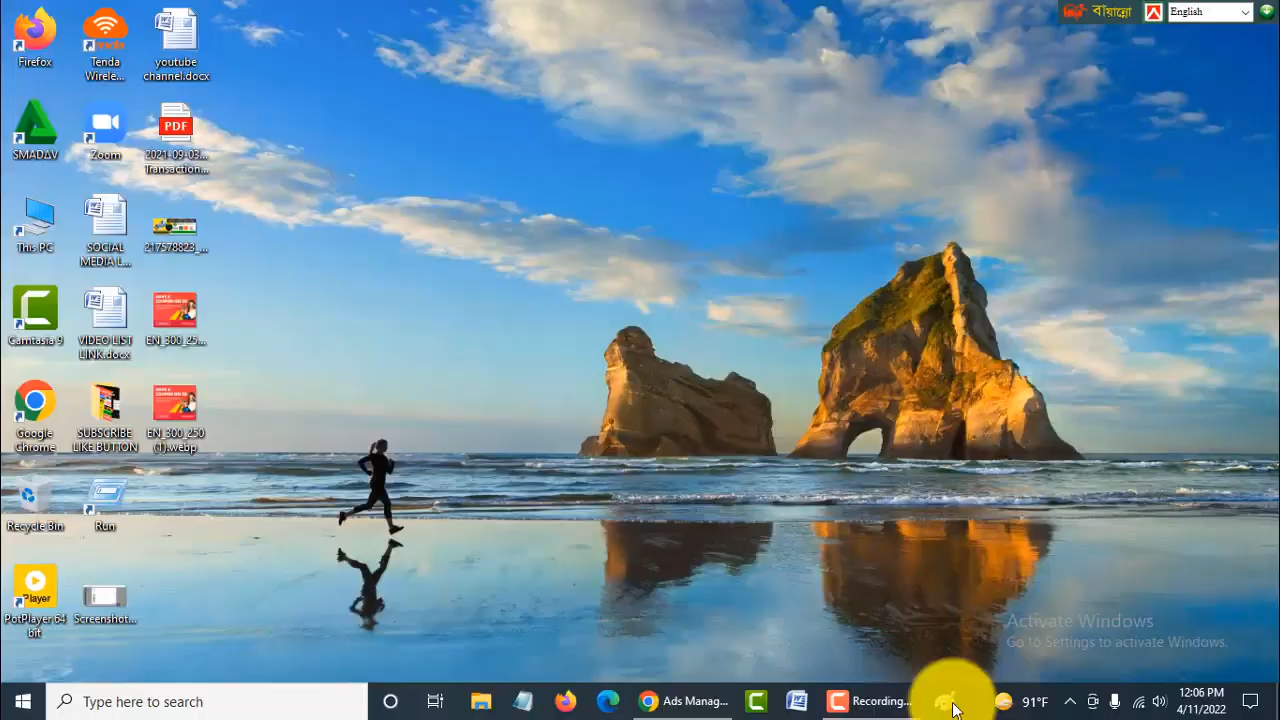 বায়ান্নো
English
Firefox
Tenda
Wirele...
youtube
channel.docx
SMADAV
Zoom
PDF
2021-09-03...
Transaction...
This PC
SOCIAL
MEDIA L...
217578823_...
Camtasia 9
VIDEO LIST
LINK.docx
EN_300_25...
Google
Chrome
SUBSCRIBE
LIKE BUTTON
EN_300_250
(1).webp
Recycle Bin
Run
Player
PotPlayer 64
bit
Screenshot...
Activate Windows
Go to Settings to activate Windows.
Type here to search
Ads Manag...
Recording...
91°F
12:06 PM
4/11/2022